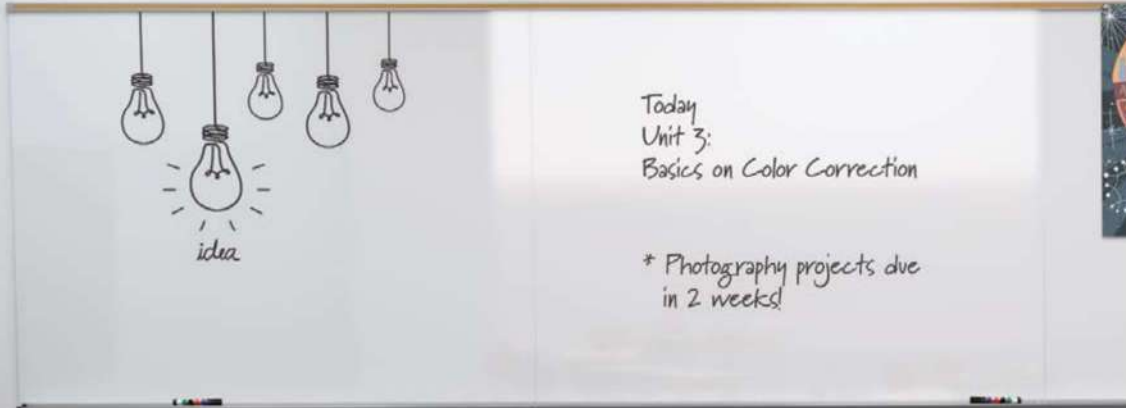 idea
Today
Unit 3:
Basics on Color Correction
* Photography projects due
in 2 weeks!